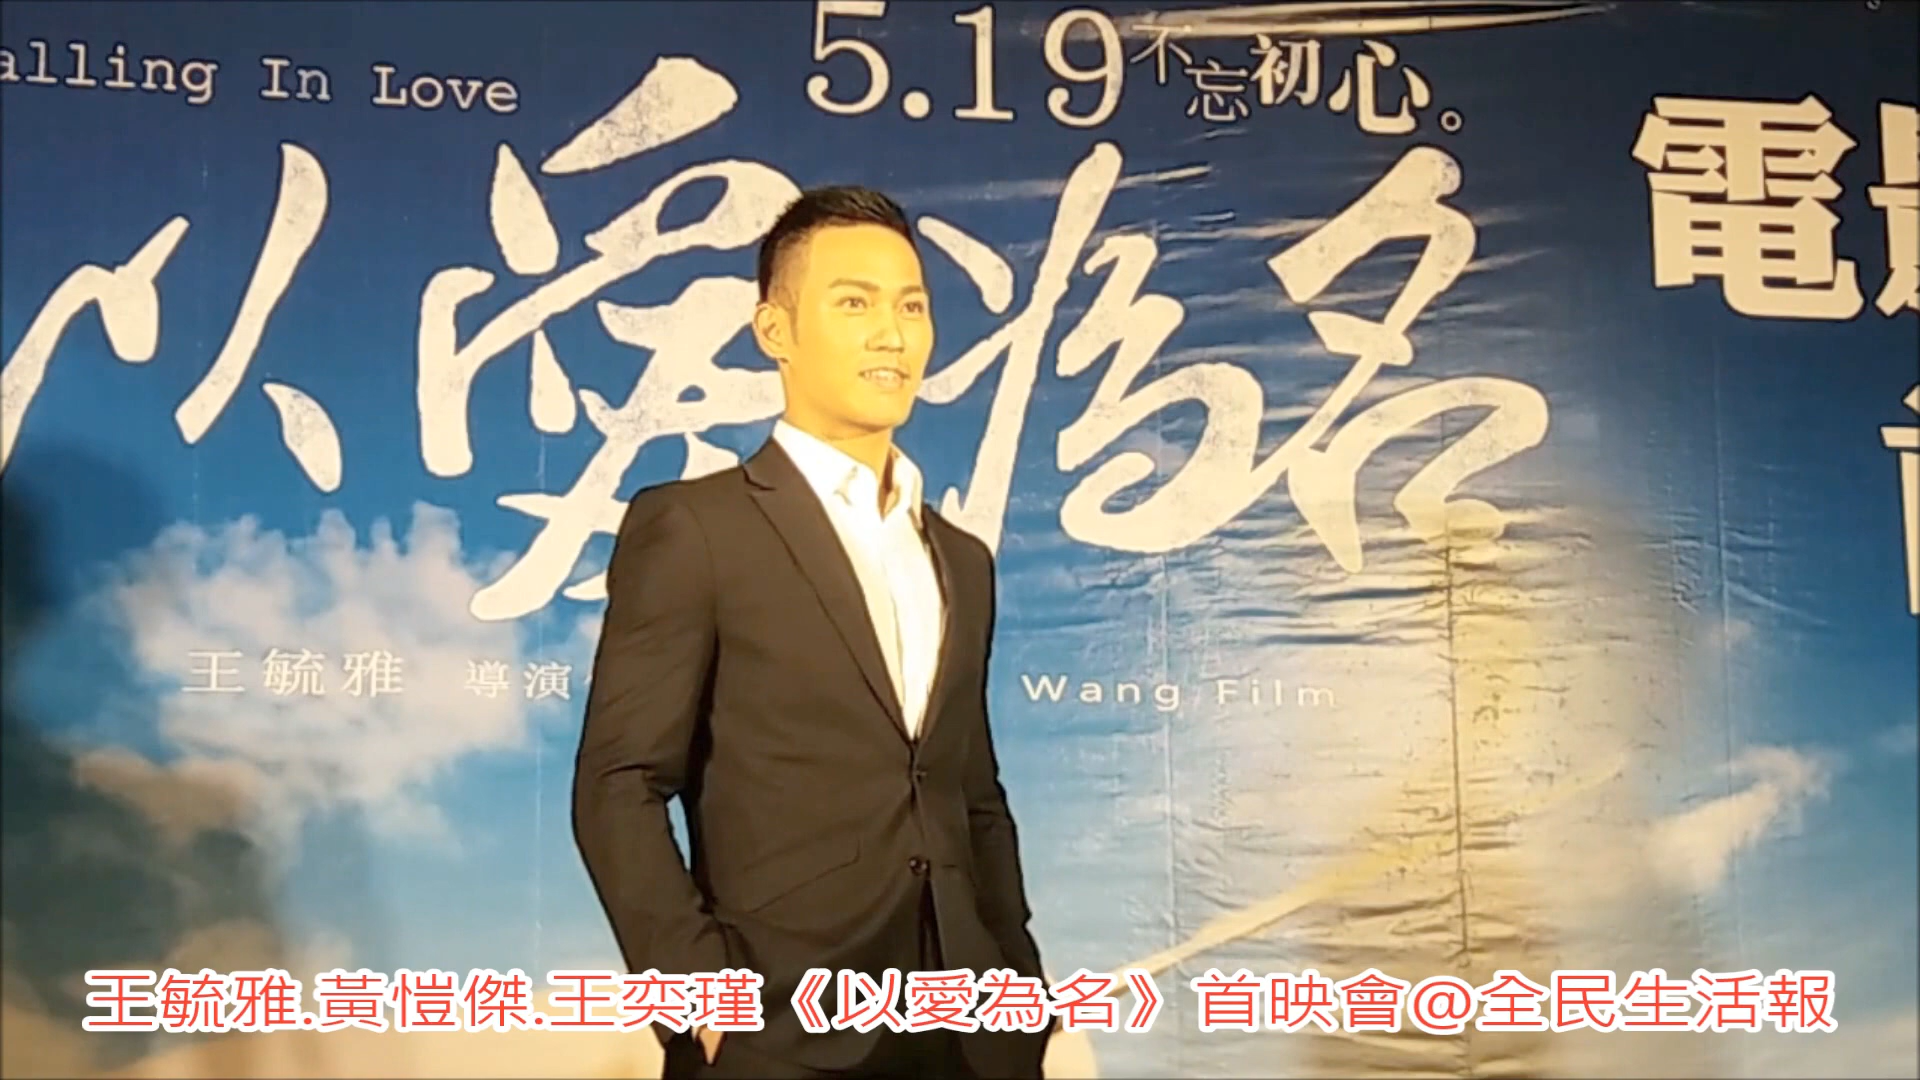 alling In Love
5.19不忘初心。
以愛為名
電
王毓雅 導演
Wang Film
王毓雅.黃愷傑.王奕瑾《以愛為名》首映會@全民生活報